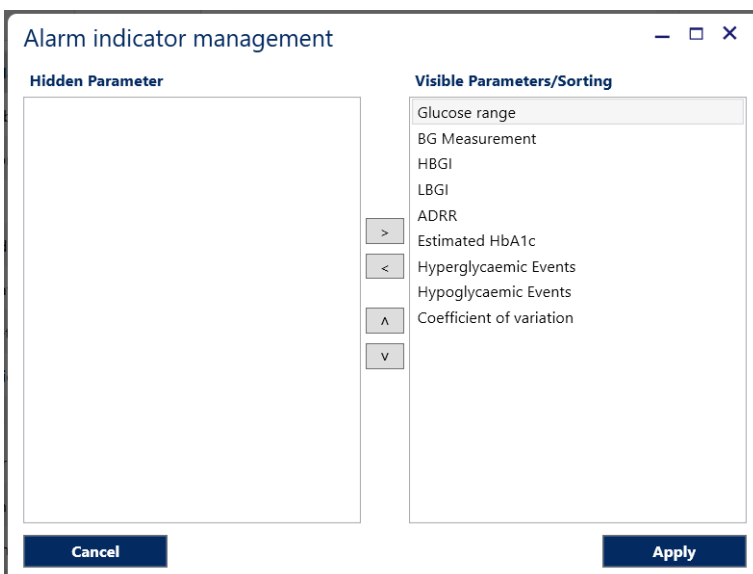 Alarm indicator management
Hidden Parameter
Visible Parameters/Sorting
Glucose range
BG Measurement
HBGI
LBGI
ADRR
Estimated HbA1c
Hyperglycaemic Events
Hypoglycaemic Events
Coefficient of variation
>
<
∧
∨
Cancel
Apply